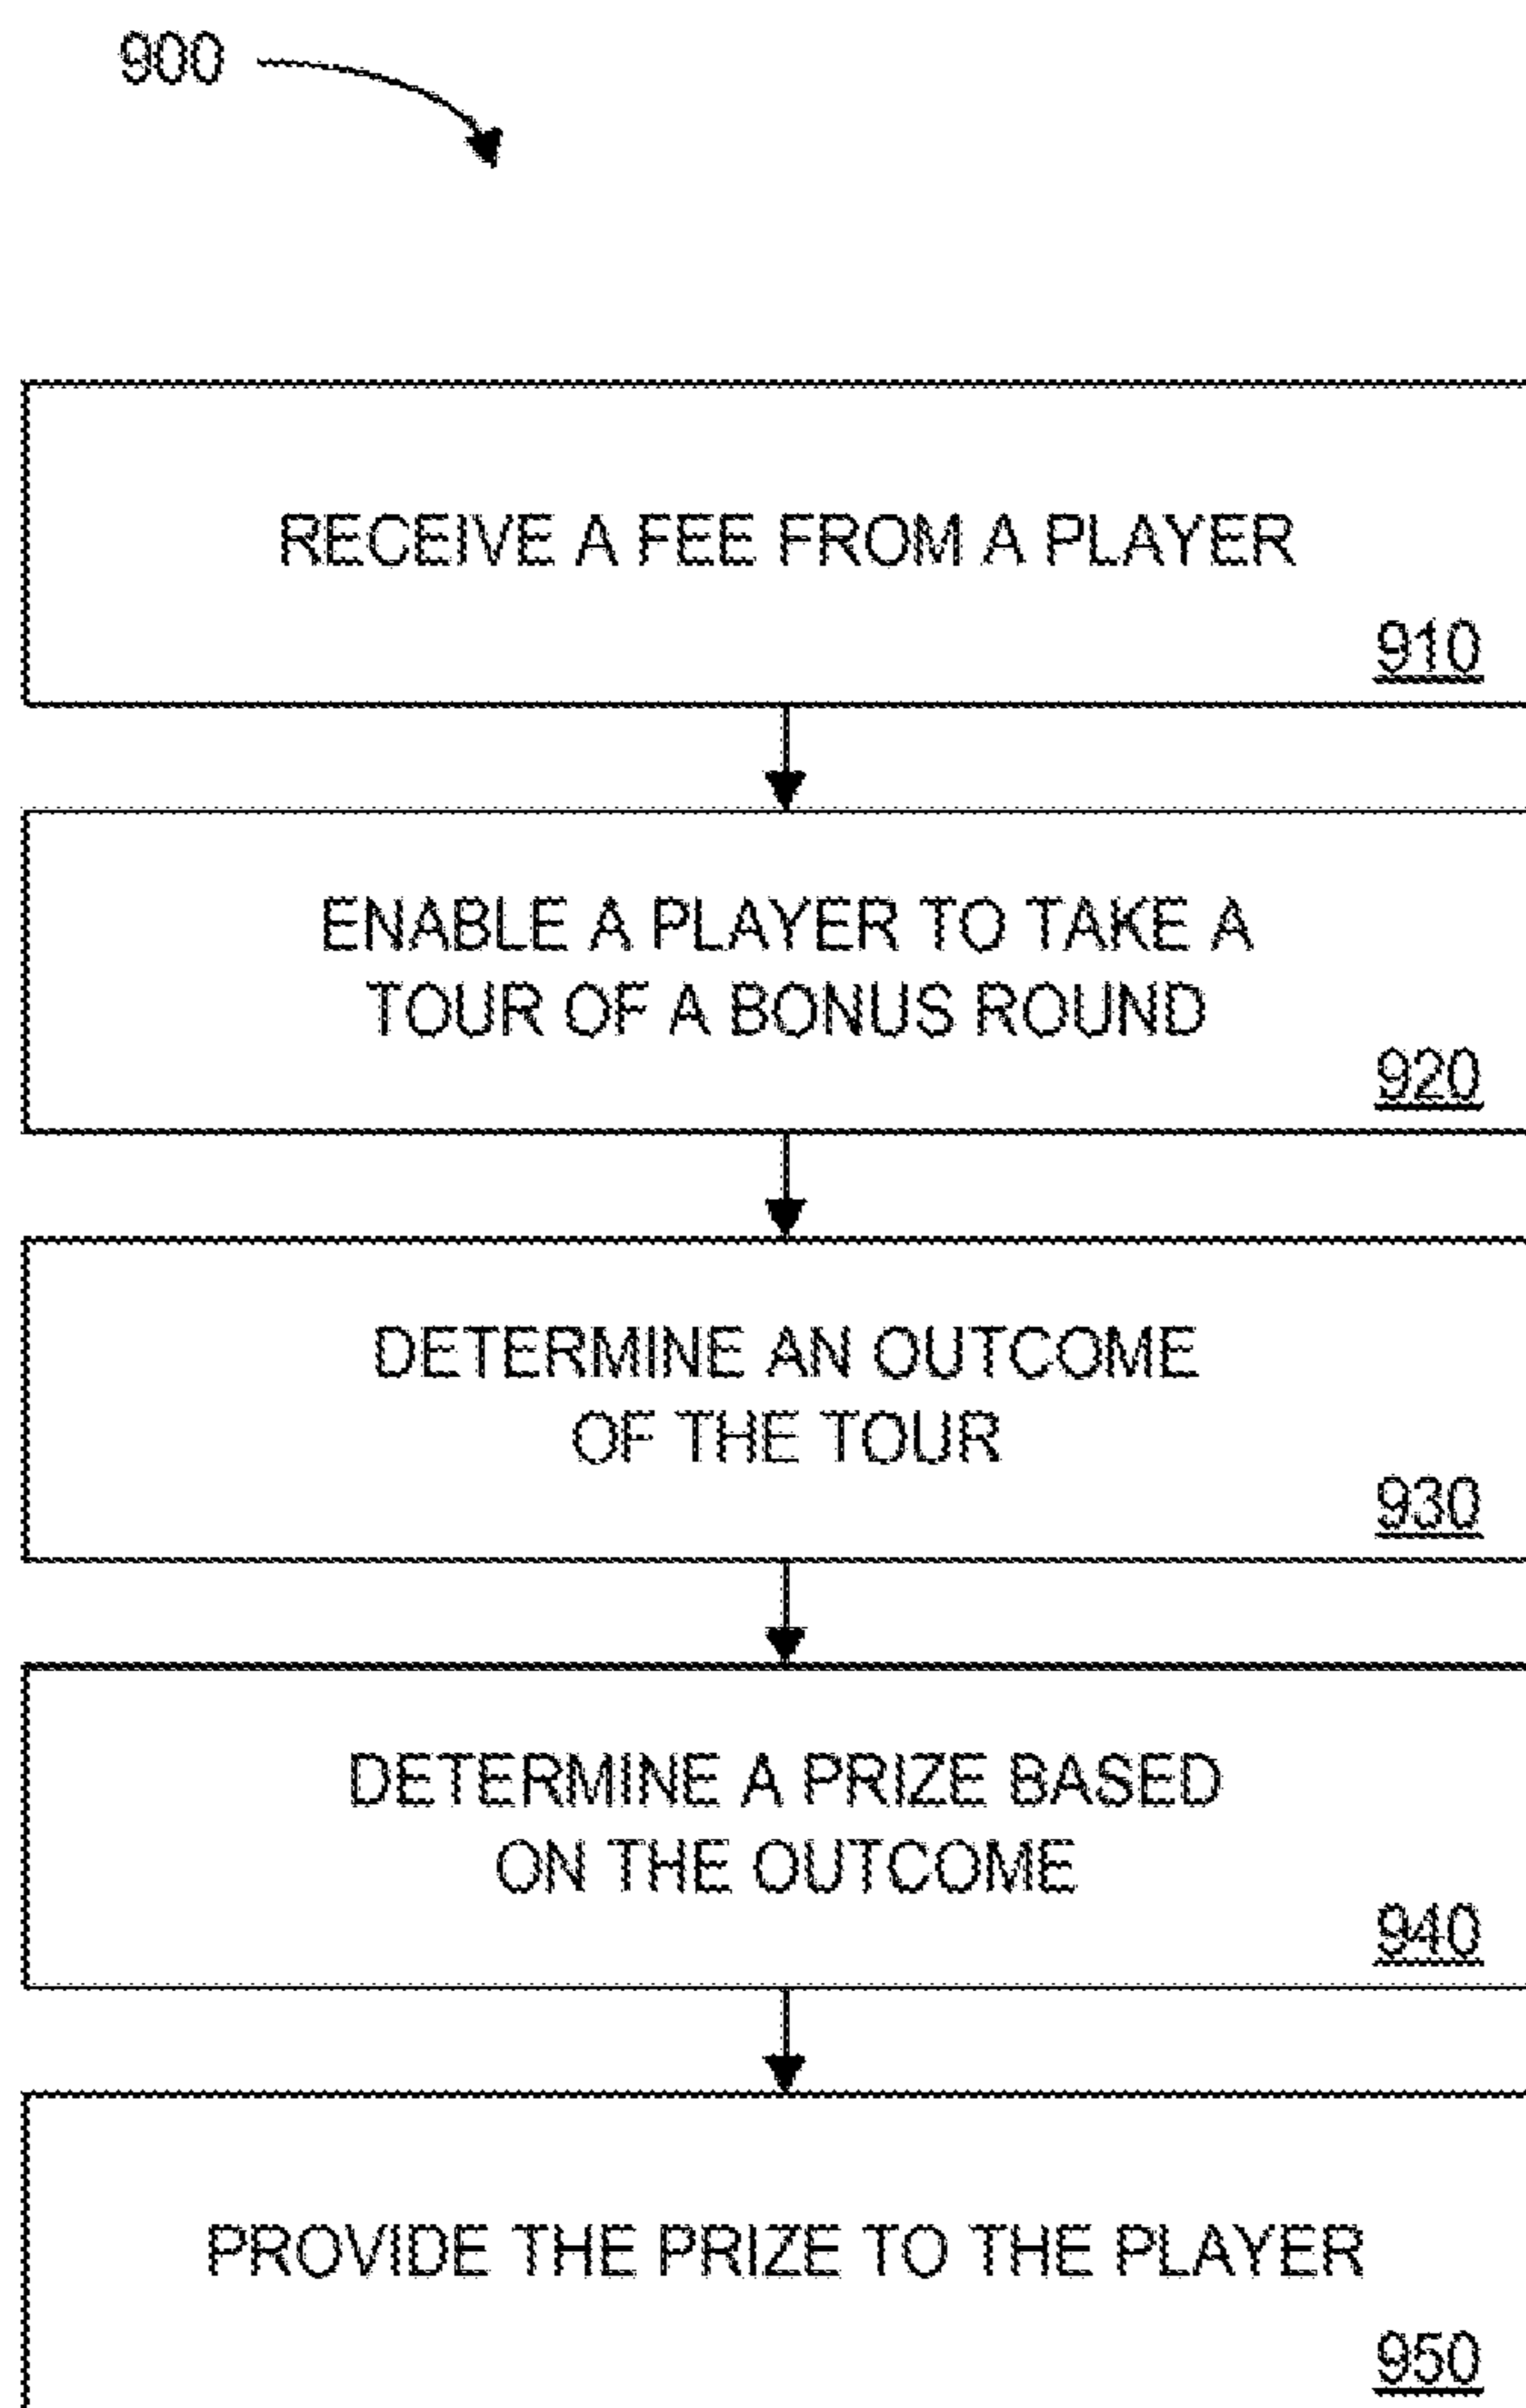 900
RECEIVE A FEE FROM A PLAYER
910
ENABLE A PLAYER TO TAKE A
TOUR OF A BONUS ROUND
920
DETERMINE AN OUTCOME
OF THE TOUR
930
DETERMINE A PRIZE BASED
ON THE OUTCOME
940
PROVIDE THE PRIZE TO THE PLAYER
950